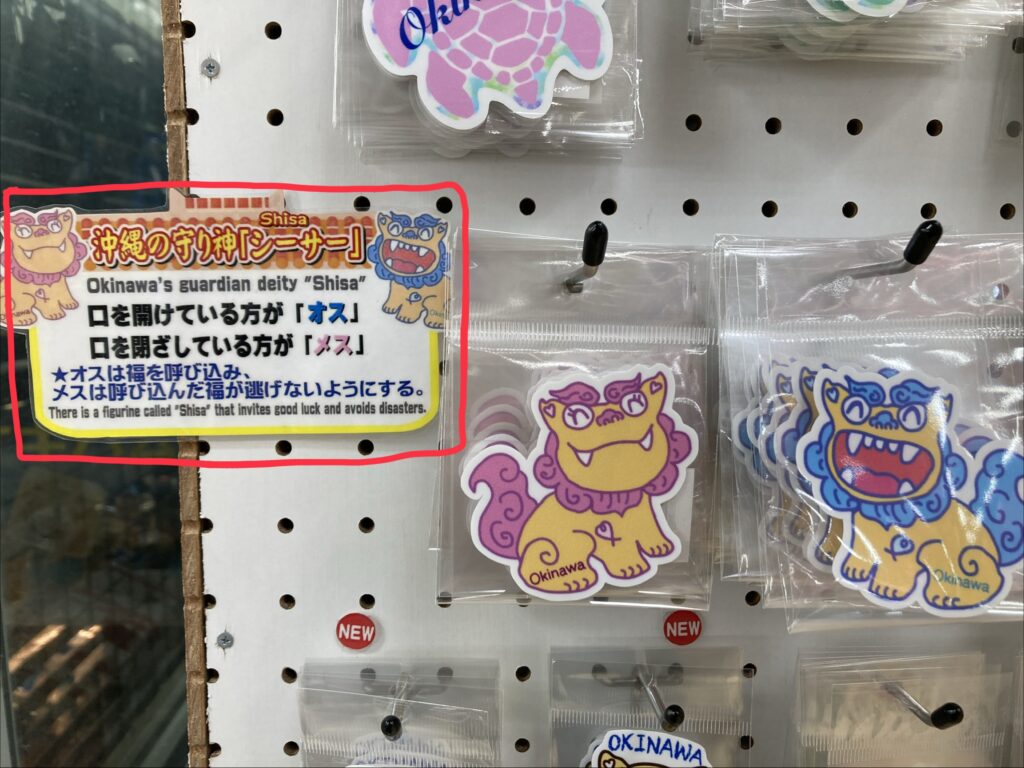 Shisa
沖縄の守り神「シーサー」
Okinawa's guardian deity "Shisa"
口を開けている方が「オス」
口を閉ざしている方が「メス」
★オスは福を呼び込み、
メスは呼び込んだ福が逃げないようにする。
There is a figurine called "Shisa" that invites good luck and avoids disasters.
Okinawa
Okinawa
NEW
NEW
OKINAWA